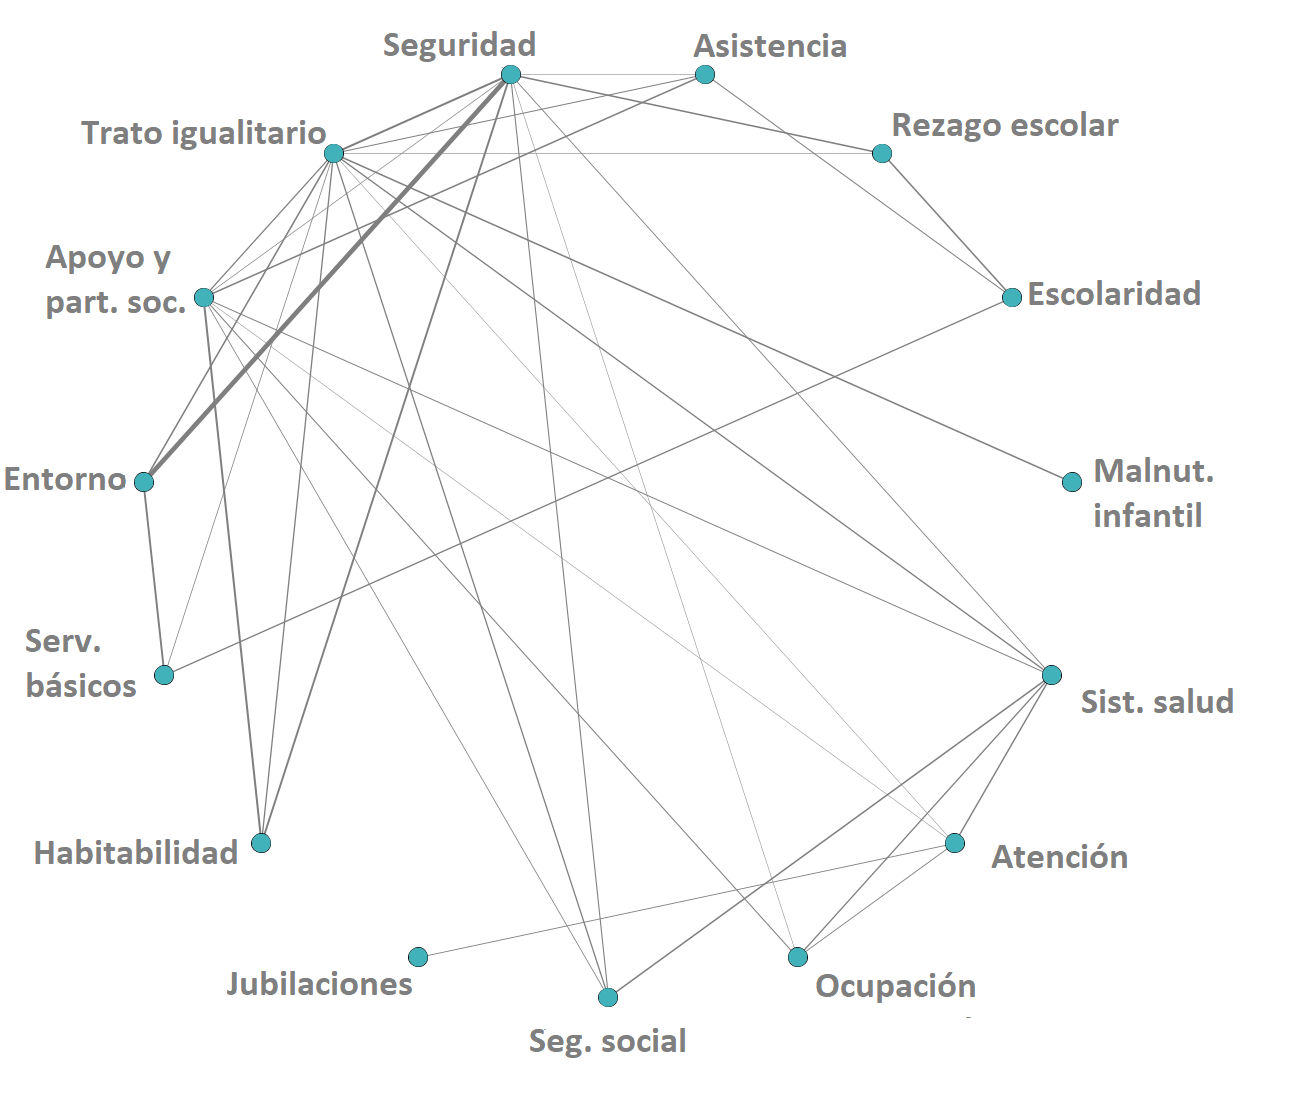 Seguridad
Asistencia
Trato igualitario
Rezago escolar
Apoyo y
part. soc.
Escolaridad
Entorno
Malnut.
infantil
Serv.
básicos
Sist. salud
Habitabilidad
Atención
Jubilaciones
Ocupación
Seg. social